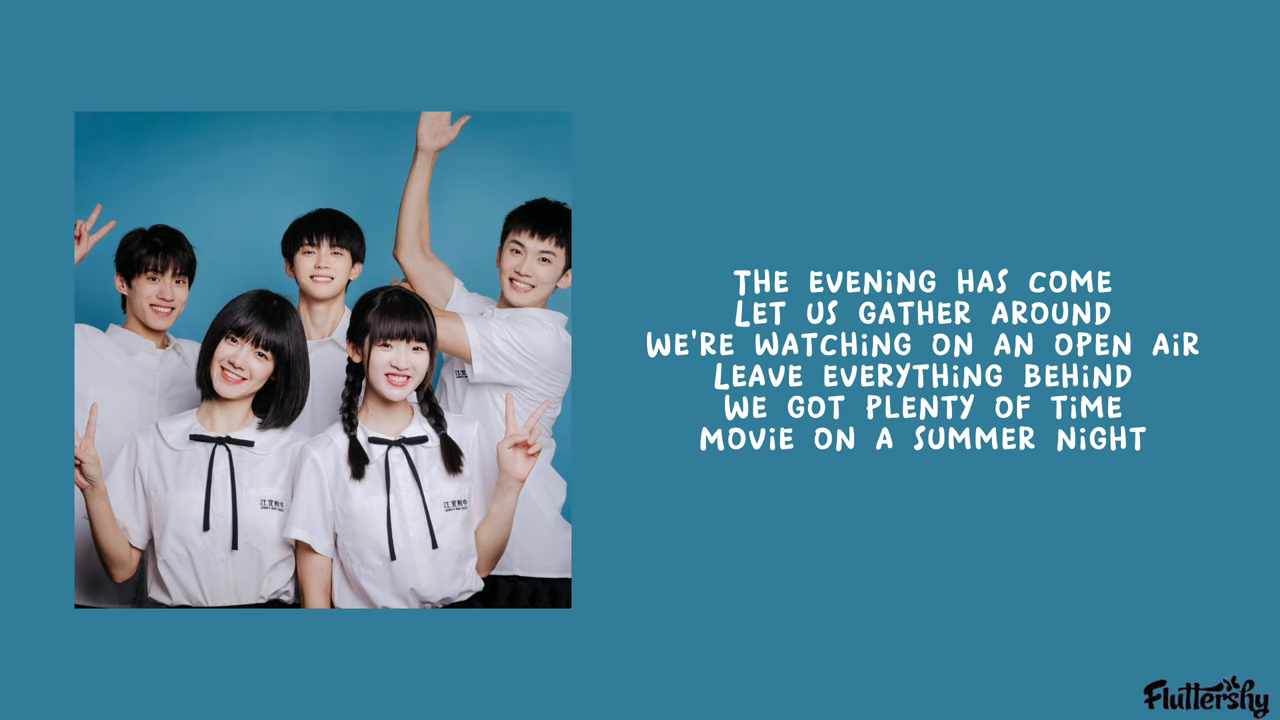 THE EVENING HAS COME
LET US GATHER AROUND
WE'RE WATCHING ON AN OPEN AIR
LEAVE EVERYTHING BEHIND
WE GOT PLENTY OF TIME
MOVIE ON A SUMMER NIGHT
Fluttershy